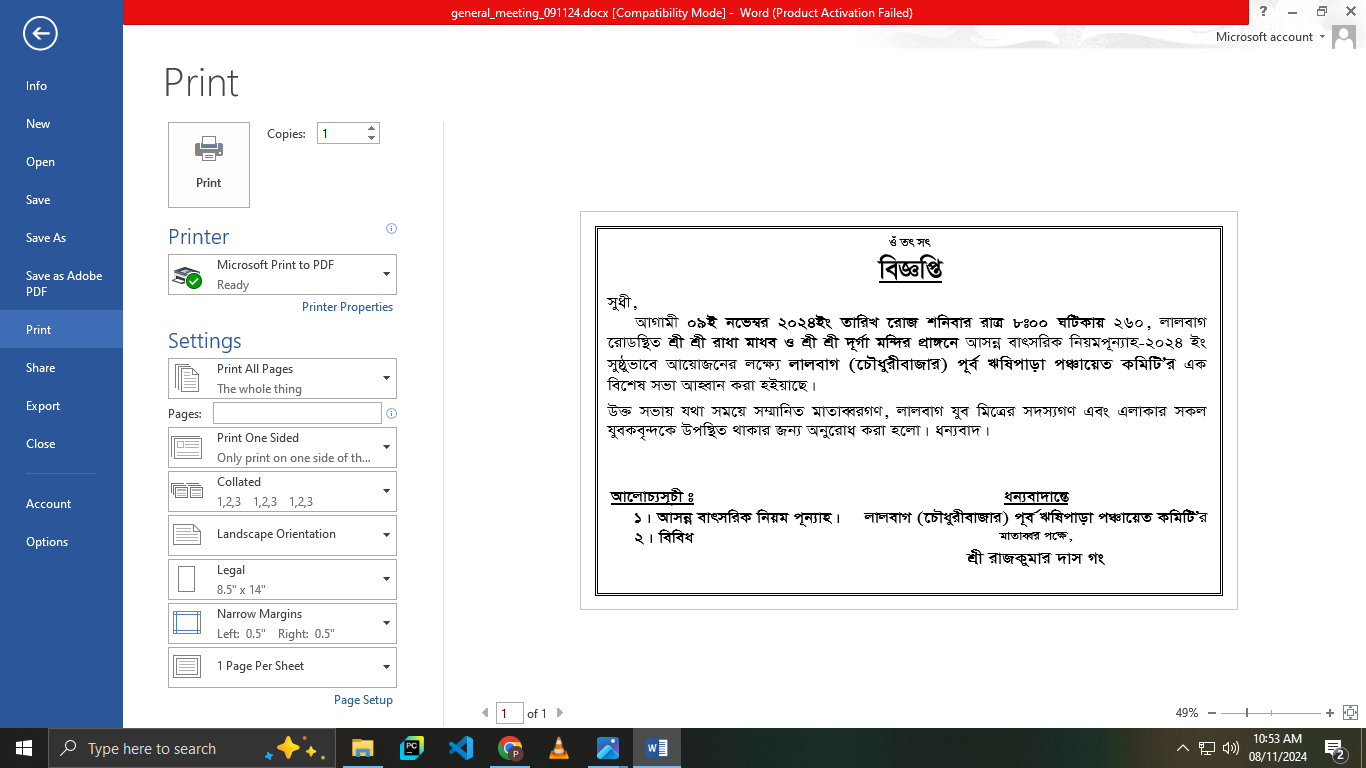 general_meeting_091124.docx [Compatibility Mode] - Word (Product Activation Failed)
?
Microsoft account
Info
New
Open
Save
Save As
Save as Adobe
PDF
Print
Share
Export
Close
Account
Options
Print
Print
Copies: 1
Printer
Microsoft Print to PDF
Ready
Printer Properties
Settings
Print All Pages
The whole thing
Pages:
Print One Sided
Only print on one side of th...
Collated
1,2,3 1,2,3 1,2,3
Landscape Orientation
Legal
8.5" x 14"
Narrow Margins
Left: 0.5" Right: 0.5"
1 Page Per Sheet
Page Setup
ওঁ তৎ সৎ
বিজ্ঞপ্তি
সুধী,
আগামী ০৯ই নভেম্বর ২০২৪ইং তারিখ রোজ শনিবার রাত্র ৮ঃ০০ ঘটিকায় ২৬০, লালবাগ
রোডস্থিত শ্রী শ্রী রাধা মাধব ও শ্রী শ্রী দূর্গা মন্দির প্রাঙ্গনে আসন্ন বাৎসরিক নিয়মপূন্যাহ-২০২৪ ইং
সুষ্ঠুভাবে আয়োজনের লক্ষ্যে লালবাগ (চৌধুরীবাজার) পূর্ব ঋষিপাড়া পঞ্চায়েত কমিটি'র এক
বিশেষ সভা আহ্বান করা হইয়াছে।
উক্ত সভায় যথা সময়ে সম্মানিত মাতাব্বরগণ, লালবাগ যুব মিত্রের সদস্যগণ এবং এলাকার সকল
যুবকবৃন্দকে উপস্থিত থাকার জন্য অনুরোধ করা হলো। ধন্যবাদ।
আলোচ্যসূচী ঃ
১। আসন্ন বাৎসরিক নিয়ম পূন্যাহ।
২। বিবিধ
ধন্যবাদান্তে
লালবাগ (চৌধুরীবাজার) পূর্ব ঋষিপাড়া পঞ্চায়েত কমিটি'র
মাতাব্বর পক্ষে,
শ্রী রাজকুমার দাস গং
1 of 1
49%
Type here to search
PC
P
W
10:53 AM
08/11/2024
2